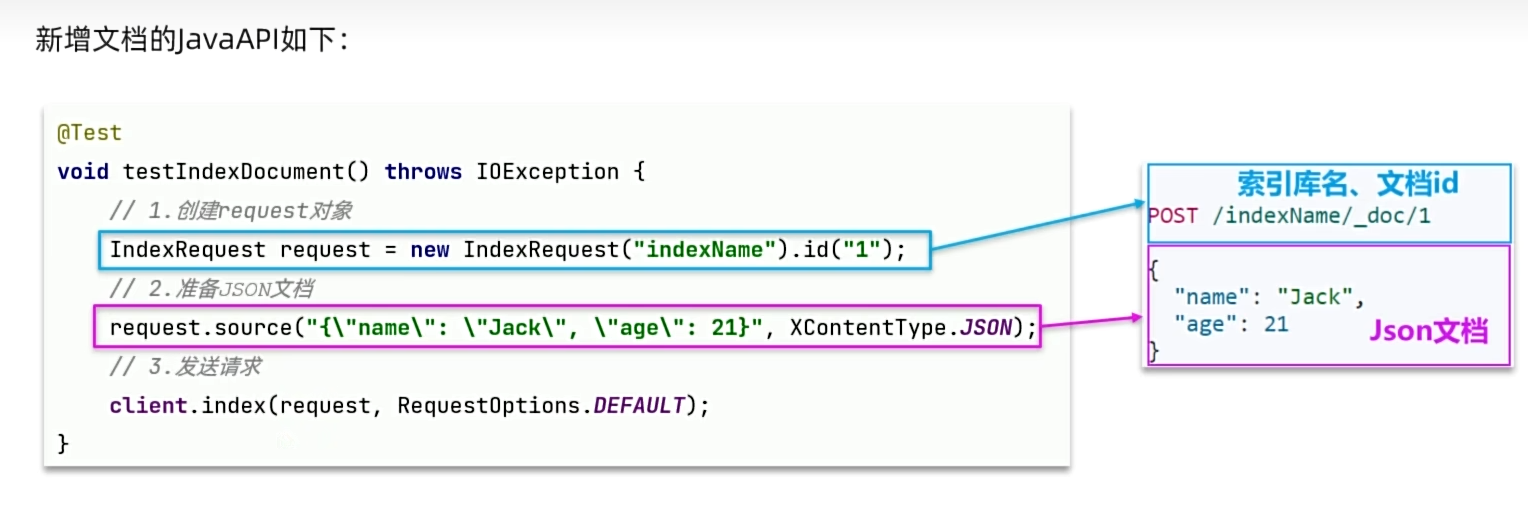 新增文档的JavaAPI如下：
@Test
void testIndexDocument() throws IOException {
// 1.创建request对象
IndexRequest request = new IndexRequest("indexName").id("1");
// 2.准备JSON文档
request.source("{\"name\": \"Jack\", \"age\": 21}", XContentType.JSON);
// 3.发送请求
client.index(request, RequestOptions.DEFAULT);
}
索引库名、文档id
POST /indexName/_doc/1
{
"name": "Jack",
"age": 21
Json文档
}